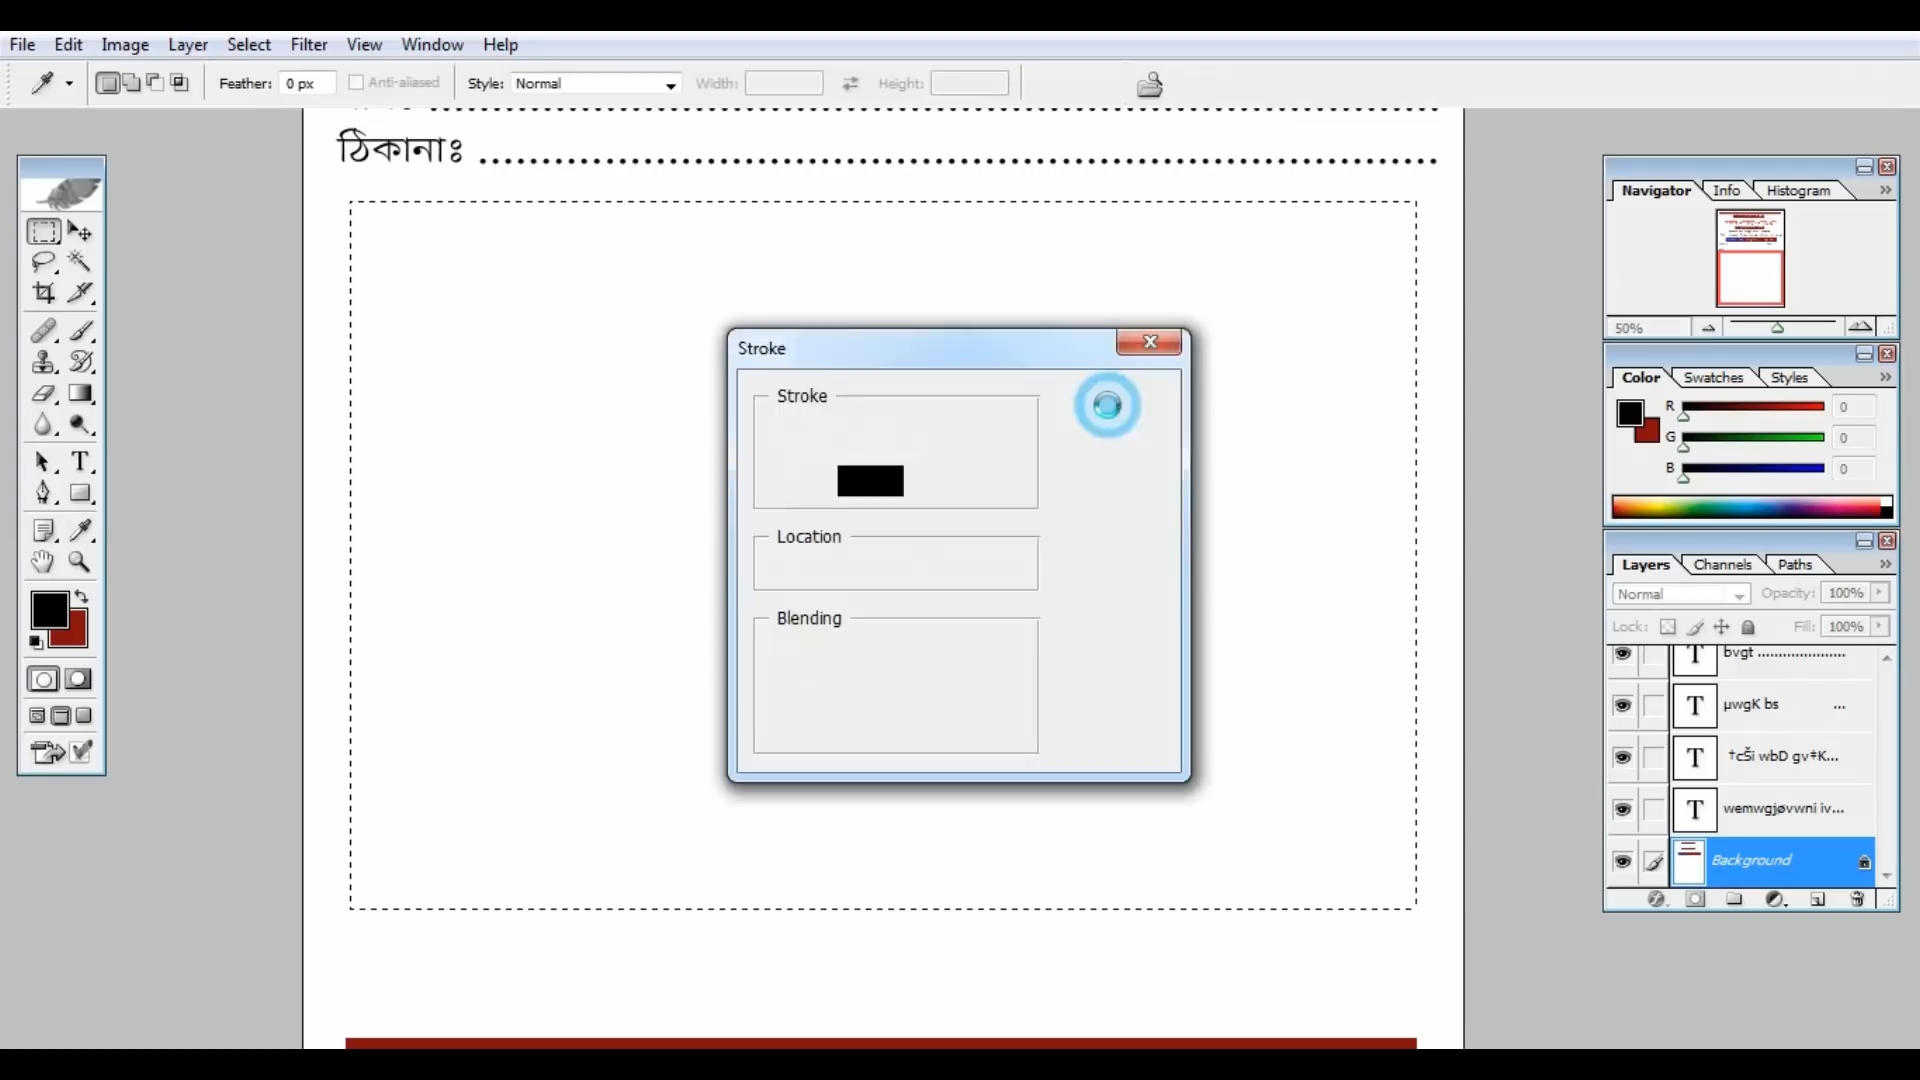 File Edit Image Layer Select Filter View Window Help
Feather: 0 px Anti-aliased Style: Normal Width: Height:
ঠিকানাঃ ................................................................................
Stroke
Stroke
Location
Blending
Navigator Info Histogram
50%
Color Swatches Styles
R 0
G 0
B 0
Layers Channels Paths
Normal Opacity: 100%
Lock: Fill: 100%
T bvgt .....................
T µwgK bs ...
T †cŠi wbD gv‡K...
T wemwgjøvwni iv...
Background
T